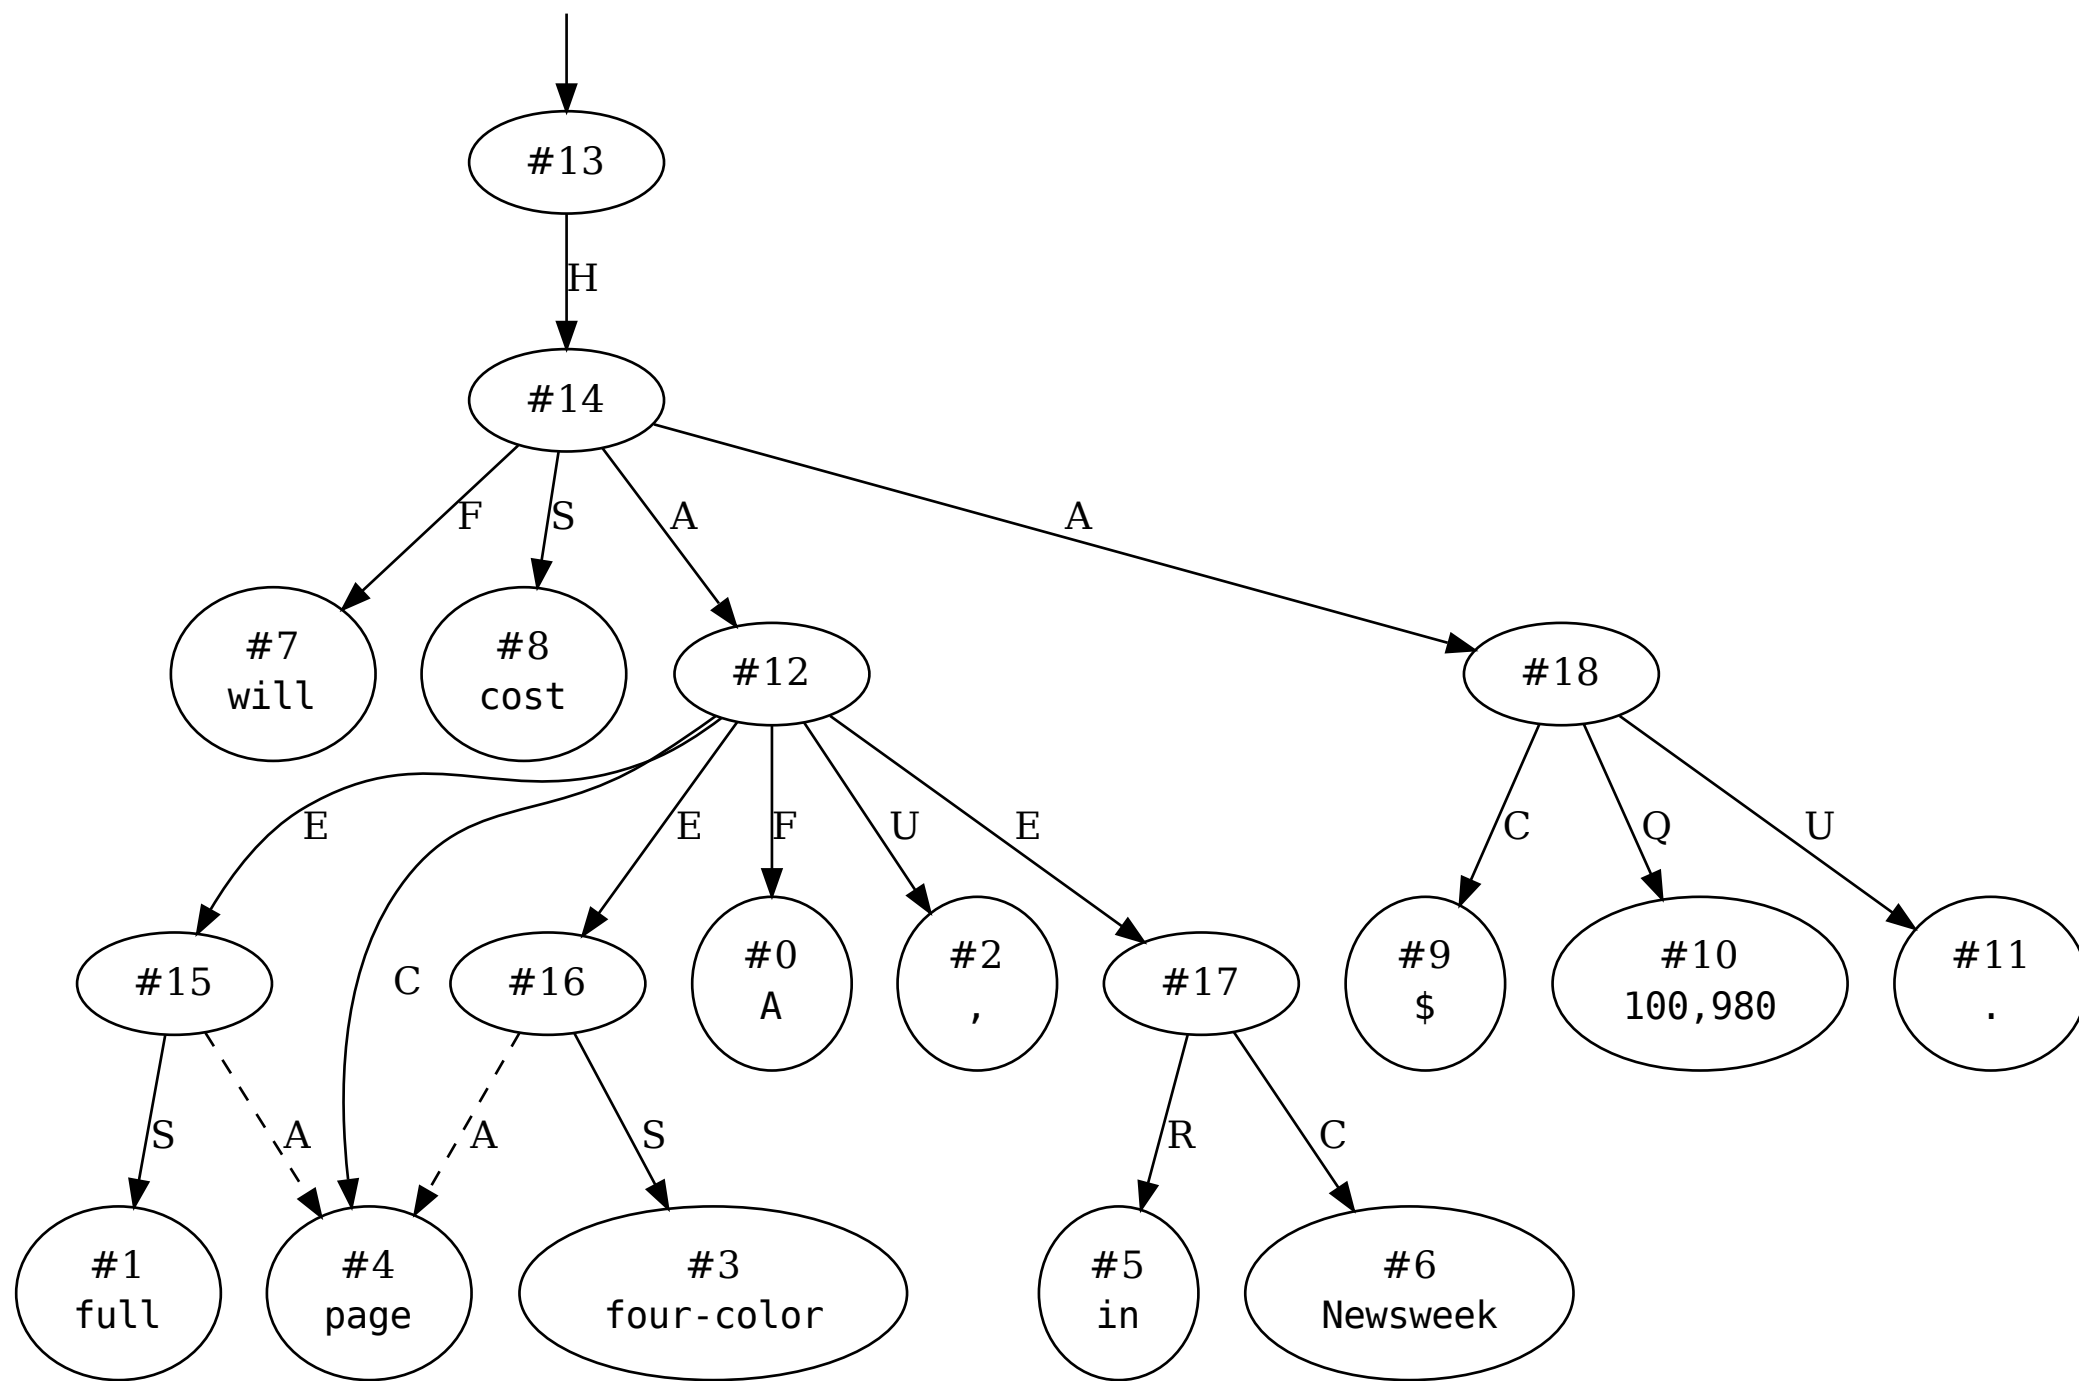 #13
H
#14
F
S
A
A
#7
will
#8
cost
#12
#18
E
E
F
U
E
C
Q
U
#15
C
#16
#0
A
#2
,
#17
#9
$
#10
100,980
#11
.
S
A
A
S
R
C
#1
full
#4
page
#3
four-color
#5
in
#6
Newsweek